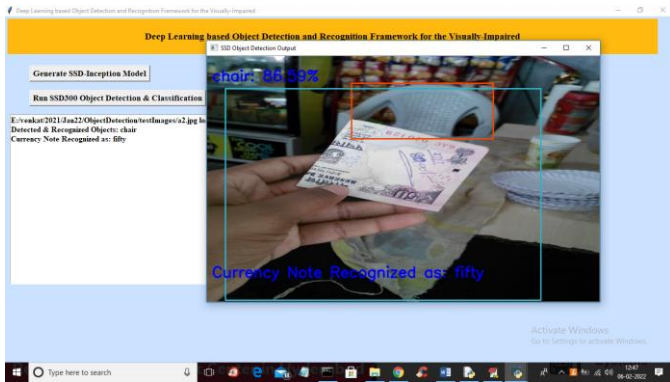 Deep Learning based Object Detection and Recognition Framework for the Visually-Impaired
Deep Learning based Object Detection and Recognition Framework for the Visually-Impaired
SSD Object Detection Output
Generate SSD-Inception Model
Run SSD300 Object Detection & Classification
E:/venkat/2021/Jan22/ObjectDetection/testImages/a2.jpg lo
Detected & Recognized Objects: chair
Currency Note Recognized as: fifty
chair: 86.59%
Currency Note Recognized as: fifty
Activate Windows
Go to Settings to activate Windows.
Type here to search
12:47
06-02-2022